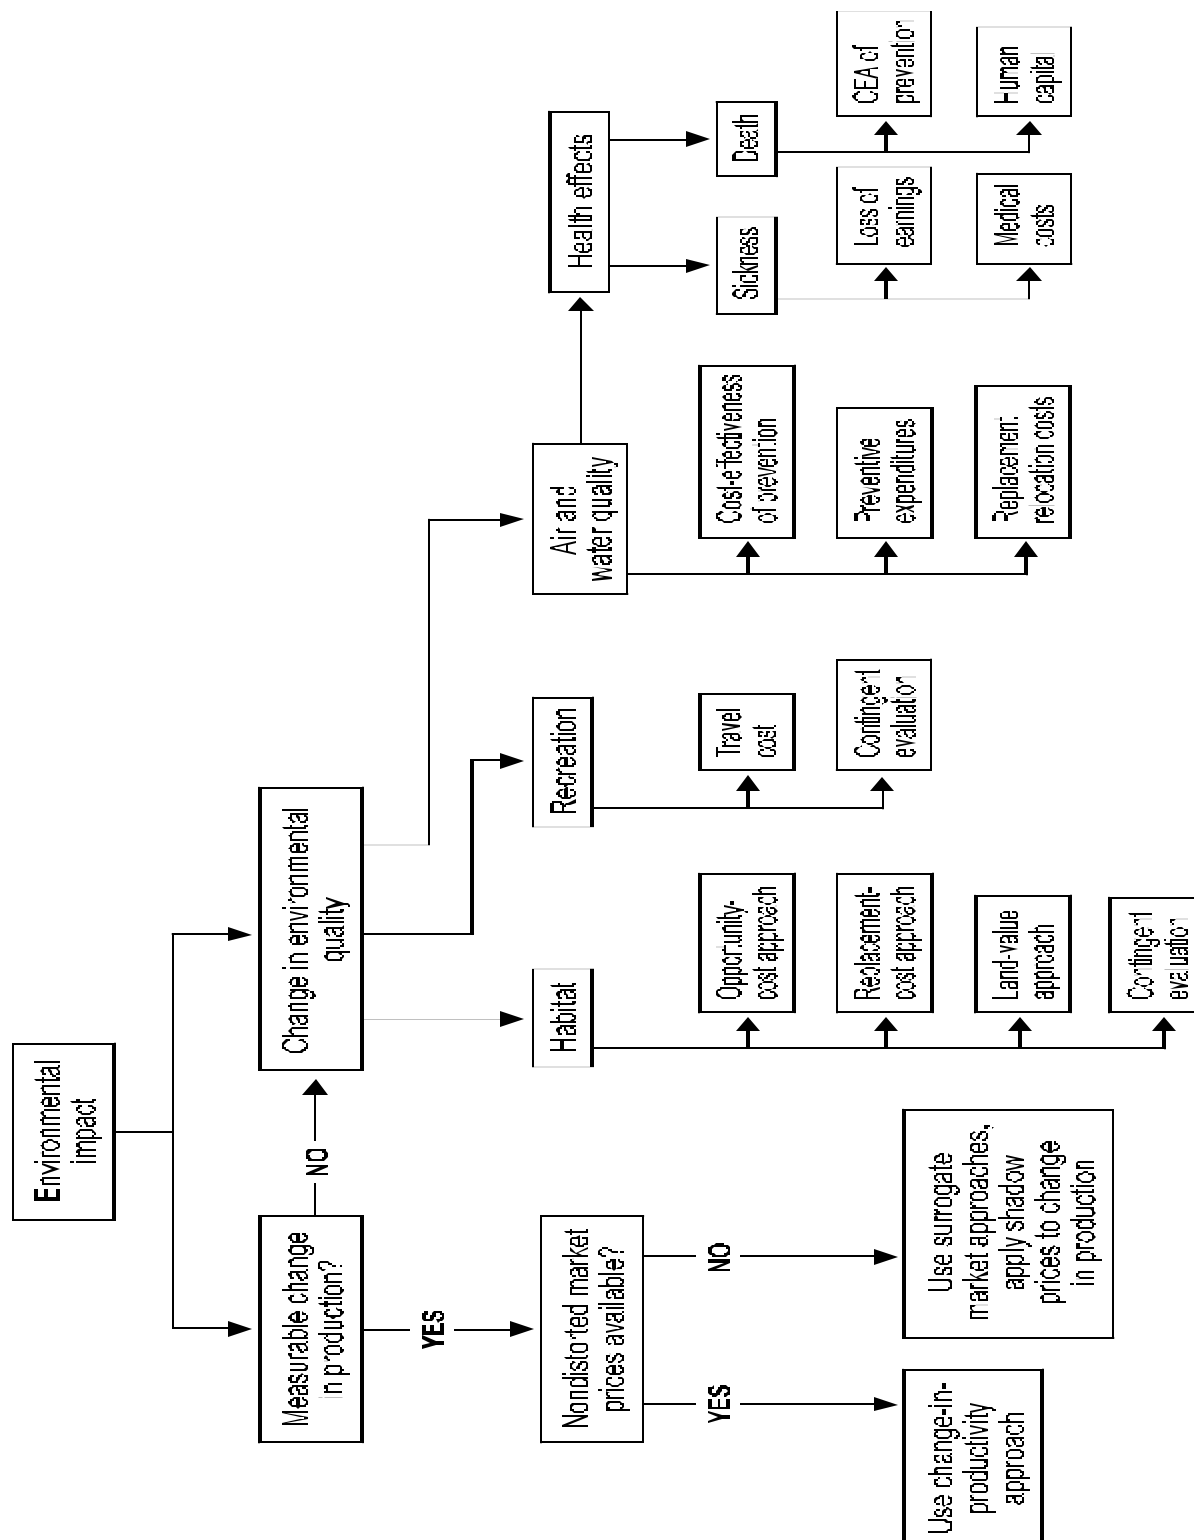 Environmental
impact
Measurable change
in production?
NO
Change in environmental
quality
YES
Nondistorted market
prices available?
YES
NO
Use change-in-
productivity
approach
Use surrogate
market approaches,
apply shadow
prices to change
in production
Habitat
Opportunity-
cost approach
Replacement-
cost approach
Land-value
approach
Contingent
evaluation
Recreation
Travel
cost
Contingent
evaluation
Air and
water quality
Cost-effectiveness
of prevention
Preventive
expenditures
Replacement
relocation costs
Health effects
Sickness
Loss of
earnings
Medical
costs
Death
CEA of
prevention
Human
capital